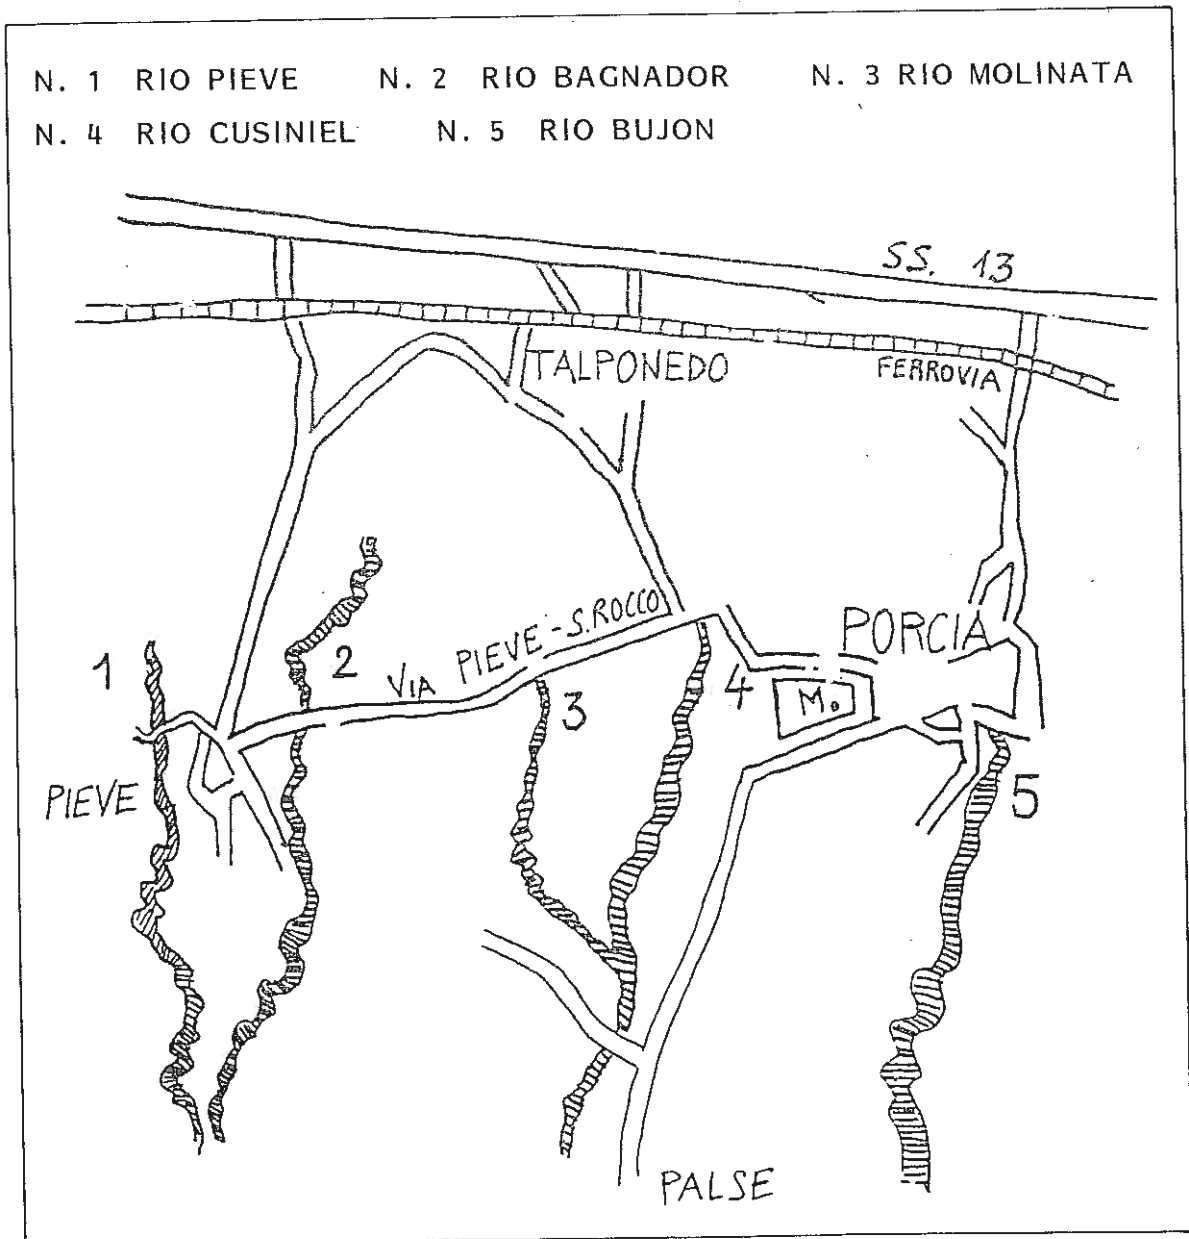 N. 1 RIO PIEVE N. 2 RIO BAGNADOR N. 3 RIO MOLINATA
N. 4 RIO CUSINIEL N. 5 RIO BUJON
SS. 13
TALPONEDO
FERROVIA
PORCIA
VIA PIEVE - S. ROCCO
1
2
3
4
M.
PIEVE
5
PALSE